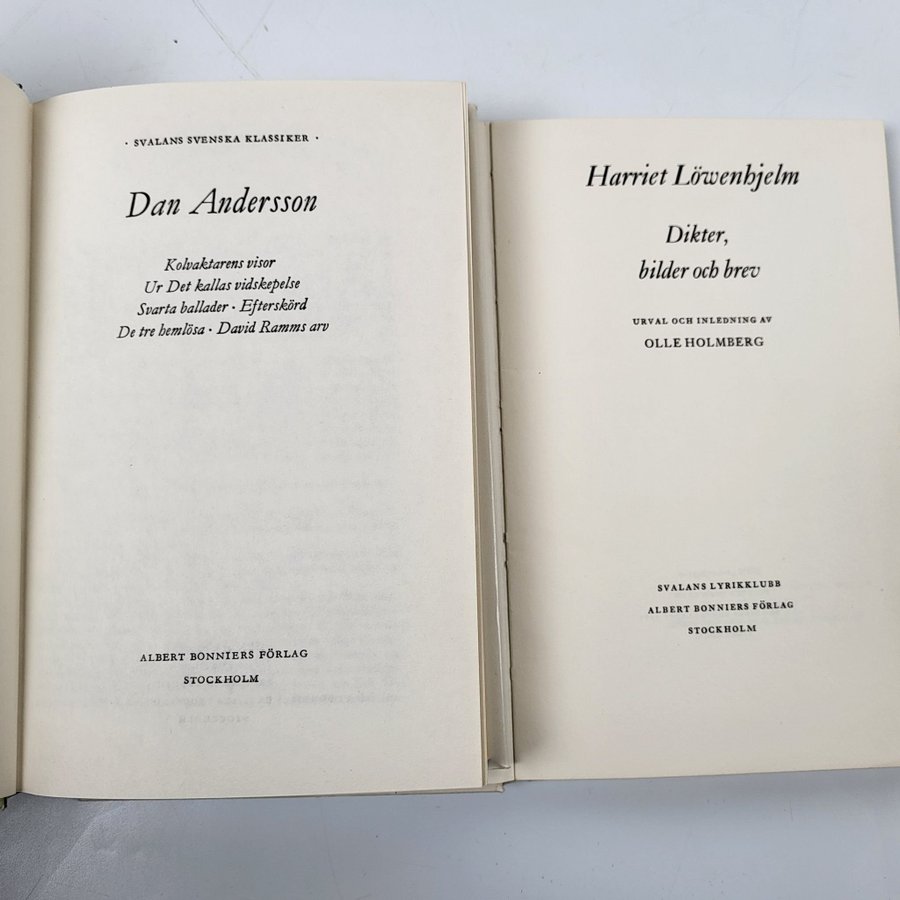 · SVALANS SVENSKA KLASSIKER ·
Dan Andersson
Kolvaktarens visor
Ur Det kallas vidskepelse
Svarta ballader · Efterskörd
De tre hemlösa · David Ramms arv
ALBERT BONNIERS FÖRLAG
STOCKHOLM
Harriet Löwenhjelm
Dikter,
bilder och brev
URVAL OCH INLEDNING AV
OLLE HOLMBERG
SVALANS LYRIKKLUBB
ALBERT BONNIERS FÖRLAG
STOCKHOLM